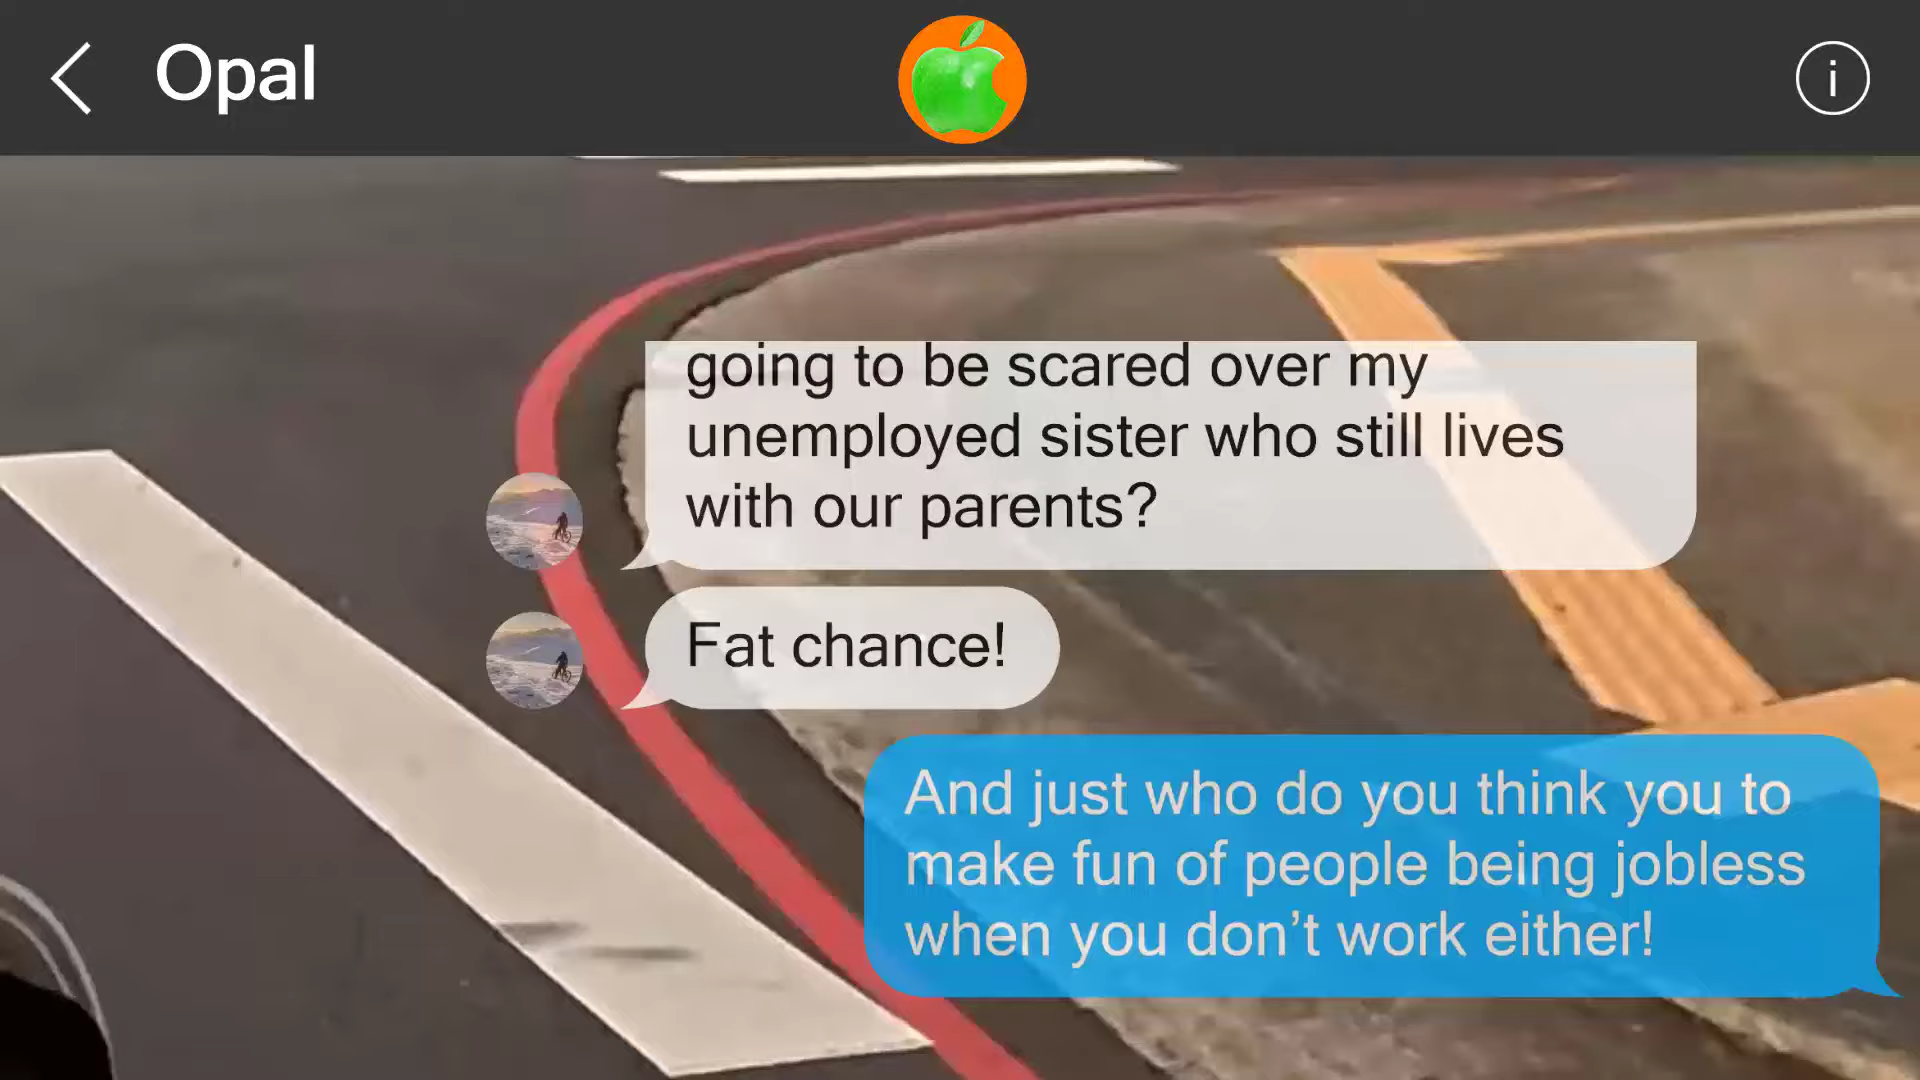 Opal
i
going to be scared over my
unemployed sister who still lives
with our parents?
Fat chance!
And just who do you think you to
make fun of people being jobless
when you don’t work either!